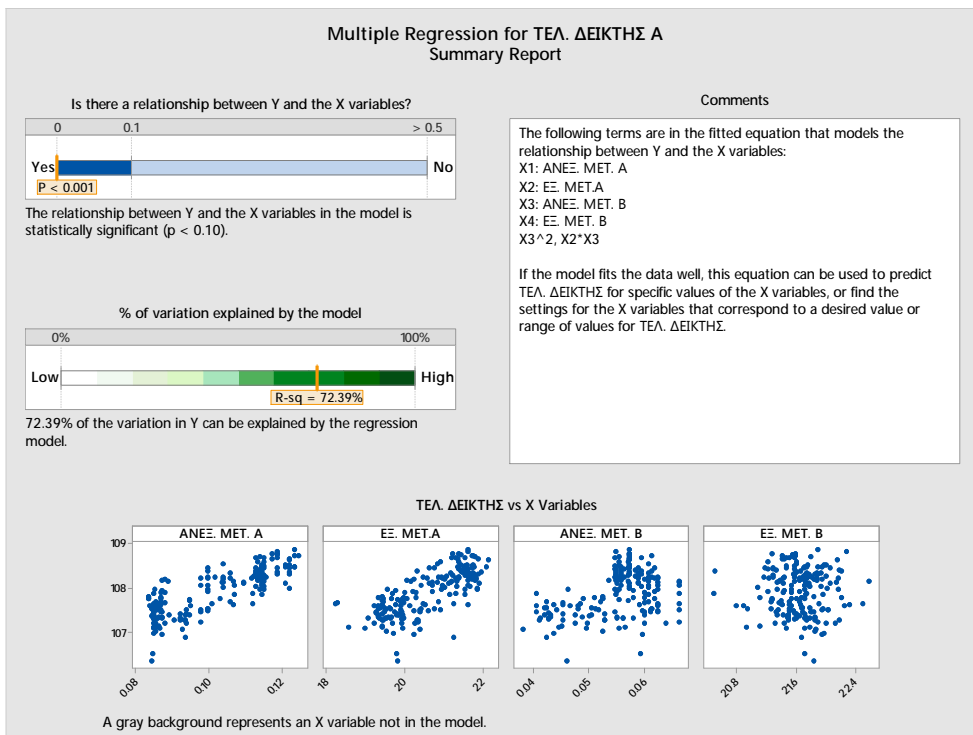 Multiple Regression for ΤΕΛ. ΔΕΙΚΤΗΣ Α
Summary Report
Is there a relationship between Y and the X variables?
0 0.1 > 0.5
Yes No
P < 0.001
The relationship between Y and the X variables in the model is
statistically significant (p < 0.10).
% of variation explained by the model
0% 100%
Low High
R-sq = 72.39%
72.39% of the variation in Y can be explained by the regression
model.
Comments
The following terms are in the fitted equation that models the
relationship between Y and the X variables:
X1: ΑΝΕΞ. ΜΕΤ. Α
X2: ΕΞ. ΜΕΤ.Α
X3: ΑΝΕΞ. ΜΕΤ. Β
X4: ΕΞ. ΜΕΤ. Β
X3^2, X2*X3
If the model fits the data well, this equation can be used to predict
ΤΕΛ. ΔΕΙΚΤΗΣ for specific values of the X variables, or find the
settings for the X variables that correspond to a desired value or
range of values for ΤΕΛ. ΔΕΙΚΤΗΣ.
ΤΕΛ. ΔΕΙΚΤΗΣ vs X Variables
ΑΝΕΞ. ΜΕΤ. Α ΕΞ. ΜΕΤ.Α ΑΝΕΞ. ΜΕΤ. Β ΕΞ. ΜΕΤ. Β
109
108
107
0.08 0.10 0.12 18 20 22 0.04 0.05 0.06 20.8 21.6 22.4
A gray background represents an X variable not in the model.